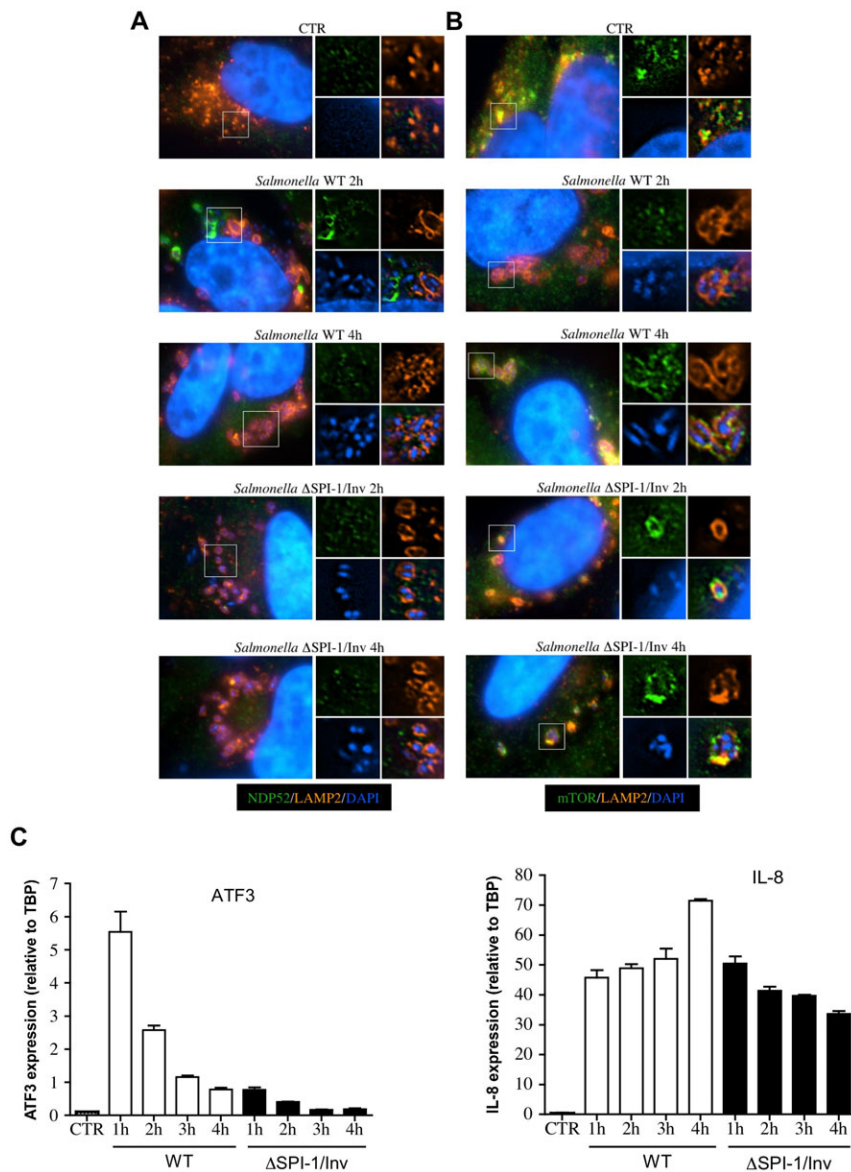 A
B
CTR
Salmonella WT 2h
Salmonella WT 2h
Salmonella WT 4h
Salmonella WT 4h
Salmonella ΔSPI-1/Inv 2h
Salmonella ΔSPI-1/Inv 2h
Salmonella ΔSPI-1/Inv 4h
Salmonella ΔSPI-1/Inv 4h
NDP52/LAMP2/DAPI
mTOR/LAMP2/DAPI
C
ATF3
ATF3 expression (relative to TBP)
7
6
5
4
3
2
1
0
CTR 1h 2h 3h 4h 1h 2h 3h 4h
WT ΔSPI-1/Inv
IL-8
IL-8 expression (relative to TBP)
80
70
60
50
40
30
20
10
0
CTR 1h 2h 3h 4h 1h 2h 3h 4h
WT ΔSPI-1/Inv